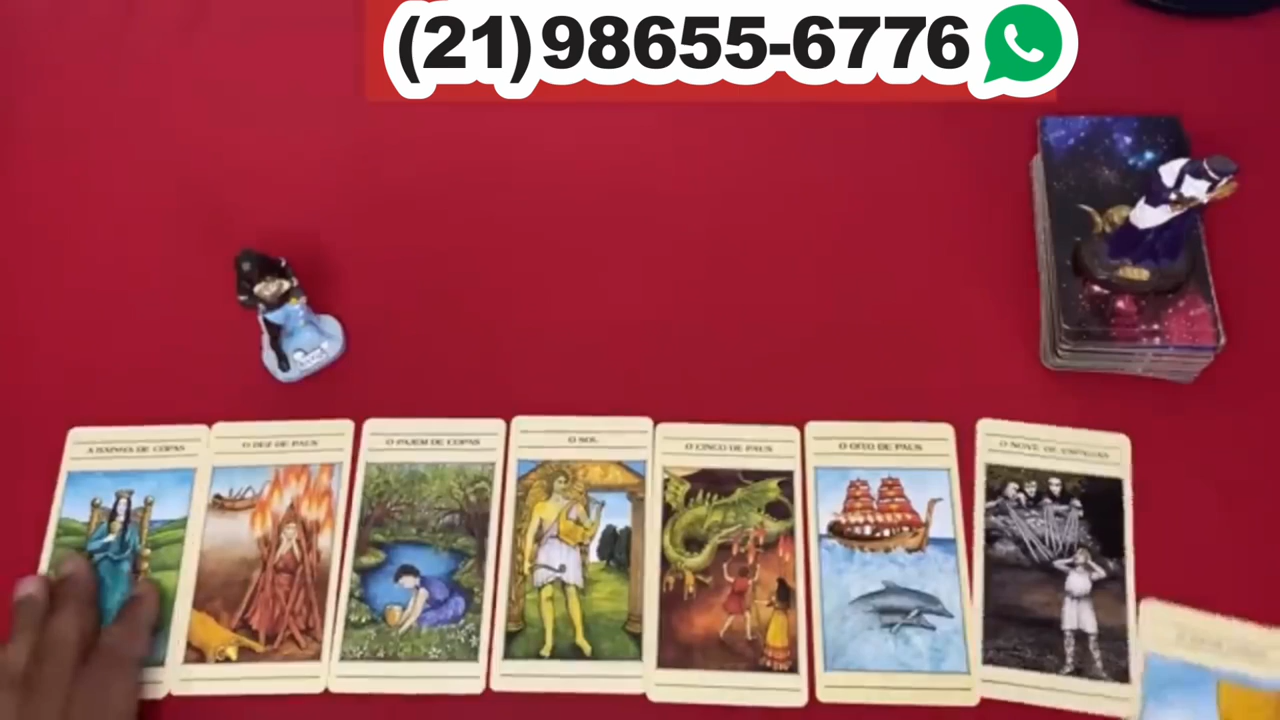 (21) 98655-6776
A RAINHA DE COPAS
O DEZ DE PAUS
O PAJEM DE COPAS
O SOL
O CINCO DE PAUS
O OITO DE PAUS
O NOVE DE ESPADAS